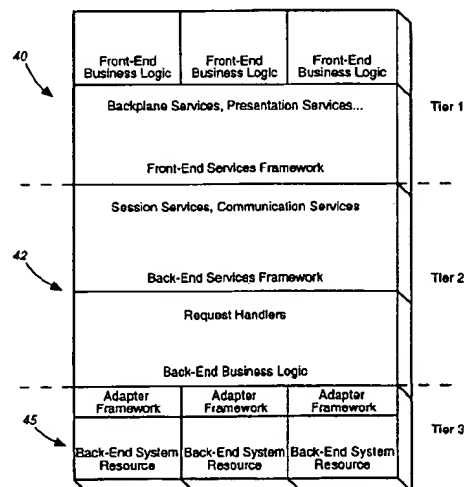 Front-End Business Logic Front-End Business Logic Front-End Business Logic
40
Backplane Services, Presentation Services...
Tier 1
Front-End Services Framework
Session Services, Communication Services
42
Back-End Services Framework
Tier 2
Request Handlers
Back-End Business Logic
Adapter Framework Adapter Framework Adapter Framework
45
Tier 3
Back-End System Resource Back-End System Resource Back-End System Resource